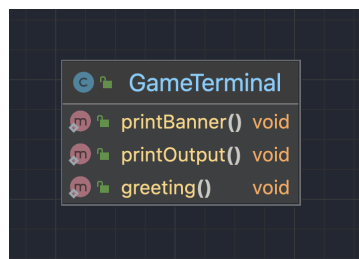 C GameTerminal
m printBanner() void
m printOutput() void
m greeting() void